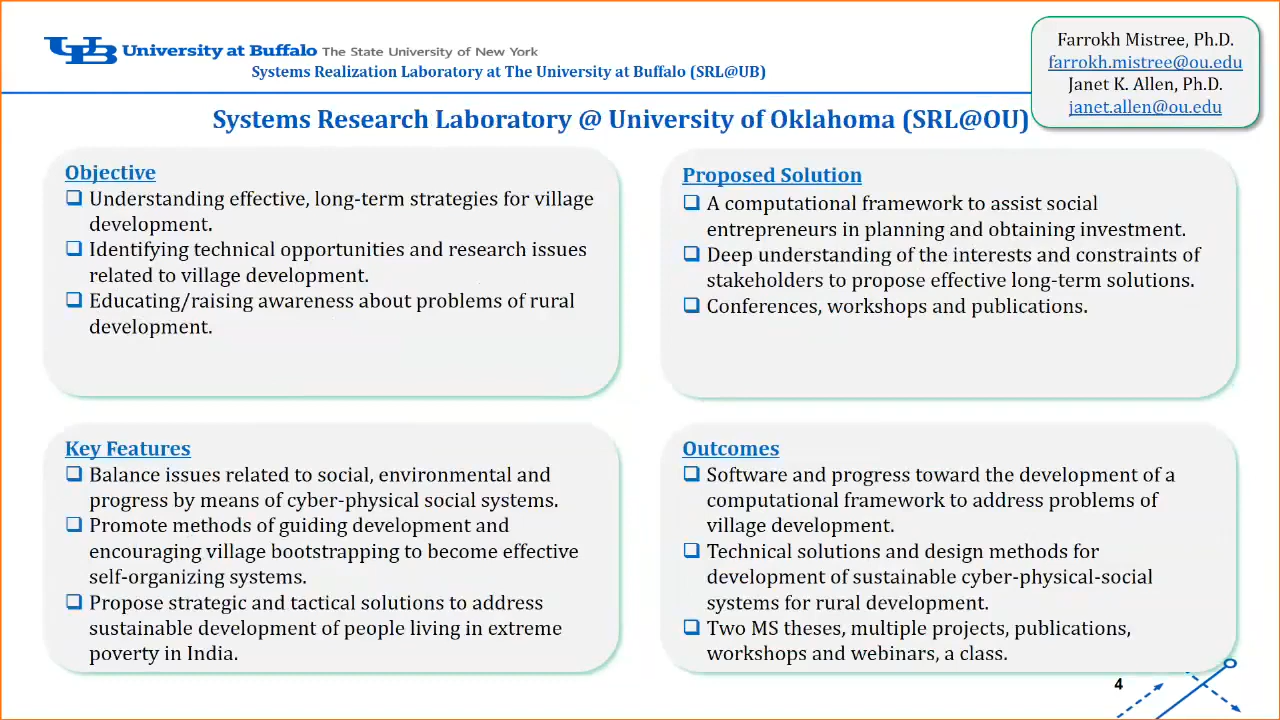 UB University at Buffalo The State University of New York
Systems Realization Laboratory at The University at Buffalo (SRL@UB)
Farrokh Mistree, Ph.D.
farrokh.mistree@ou.edu
Janet K. Allen, Ph.D.
janet.allen@ou.edu
Systems Research Laboratory @ University of Oklahoma (SRL@OU)
Objective
Understanding effective, long-term strategies for village
development.
Identifying technical opportunities and research issues
related to village development.
Educating/raising awareness about problems of rural
development.
Proposed Solution
A computational framework to assist social
entrepreneurs in planning and obtaining investment.
Deep understanding of the interests and constraints of
stakeholders to propose effective long-term solutions.
Conferences, workshops and publications.
Key Features
Balance issues related to social, environmental and
progress by means of cyber-physical social systems.
Promote methods of guiding development and
encouraging village bootstrapping to become effective
self-organizing systems.
Propose strategic and tactical solutions to address
sustainable development of people living in extreme
poverty in India.
Outcomes
Software and progress toward the development of a
computational framework to address problems of
village development.
Technical solutions and design methods for
development of sustainable cyber-physical-social
systems for rural development.
Two MS theses, multiple projects, publications,
workshops and webinars, a class.
4